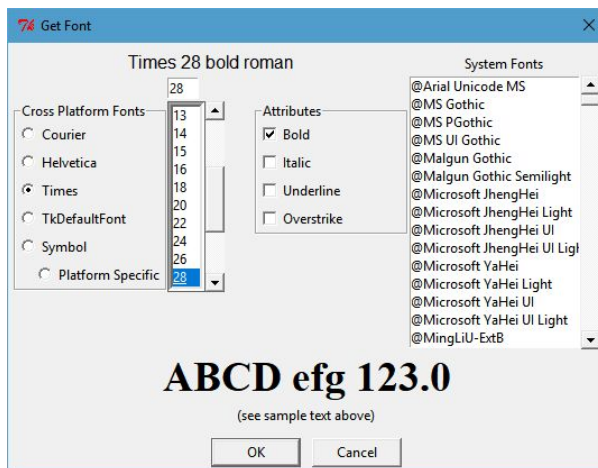 Get Font
Times 28 bold roman
28
Cross Platform Fonts
Courier
Helvetica
Times
TkDefaultFont
Symbol
Platform Specific
13
14
15
16
18
20
22
24
26
28
Attributes
Bold
Italic
Underline
Overstrike
System Fonts
@Arial Unicode MS
@MS Gothic
@MS PGothic
@MS UI Gothic
@Malgun Gothic
@Malgun Gothic Semilight
@Microsoft JhengHei
@Microsoft JhengHei Light
@Microsoft JhengHei UI
@Microsoft JhengHei UI Ligh
@Microsoft YaHei
@Microsoft YaHei Light
@Microsoft YaHei UI
@Microsoft YaHei UI Light
@MingLiU-ExtB
ABCD efg 123.0
(see sample text above)
OK
Cancel